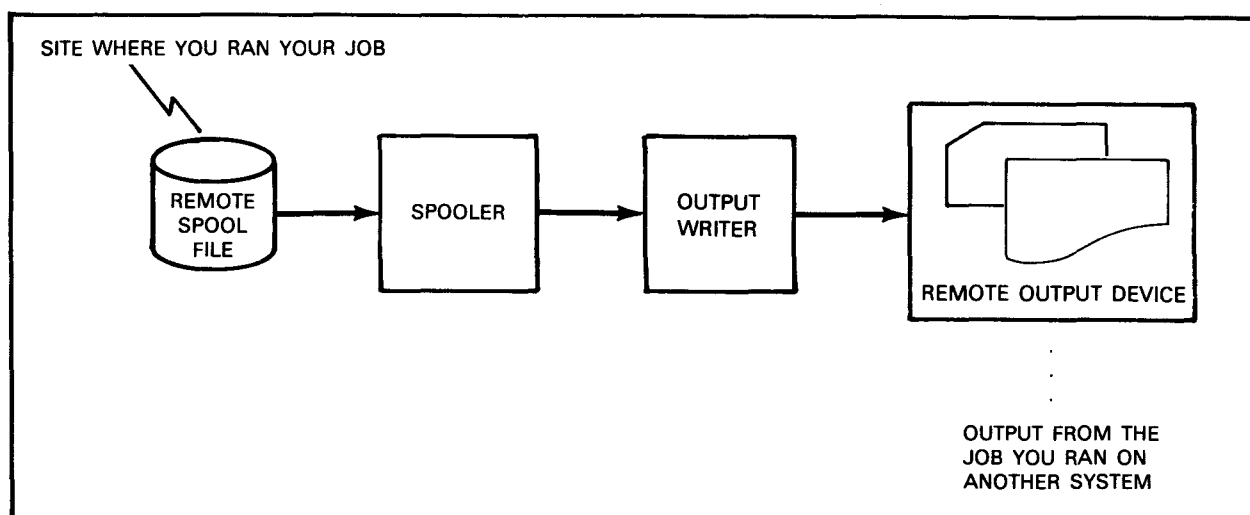 SITE WHERE YOU RAN YOUR JOB
REMOTE
SPOOL
FILE
SPOOLER
OUTPUT
WRITER
REMOTE OUTPUT DEVICE
OUTPUT FROM THE
JOB YOU RAN ON
ANOTHER SYSTEM